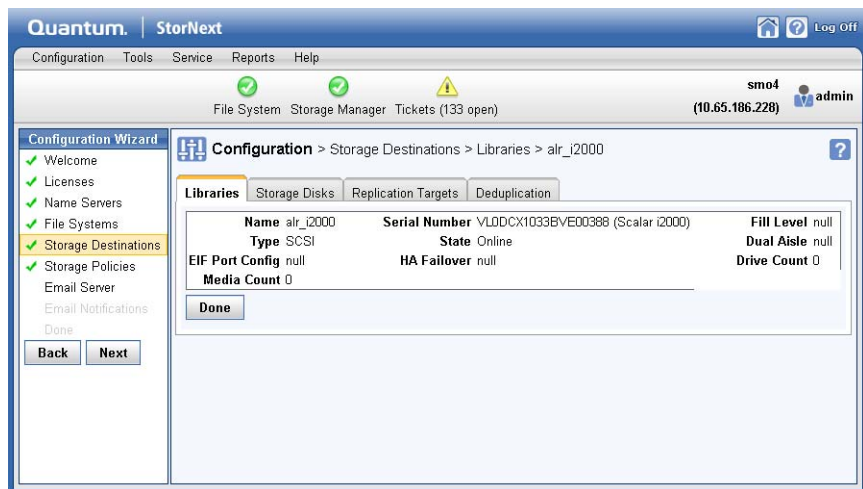 Quantum. | StorNext
Log Off
Configuration Tools Service Reports Help
File System Storage Manager Tickets (133 open)
smo4
(10.65.186.228)
admin
Configuration Wizard
Welcome
Licenses
Name Servers
File Systems
Storage Destinations
Storage Policies
Email Server
Email Notifications
Done
Back Next
Configuration > Storage Destinations > Libraries > alr_i2000
?
Libraries Storage Disks Replication Targets Deduplication
Name alr_i2000 Serial Number VL0DCX1033BVE00388 (Scalar i2000) Fill Level null
Type SCSI State Online Dual Aisle null
EIF Port Config null HA Failover null Drive Count 0
Media Count 0
Done